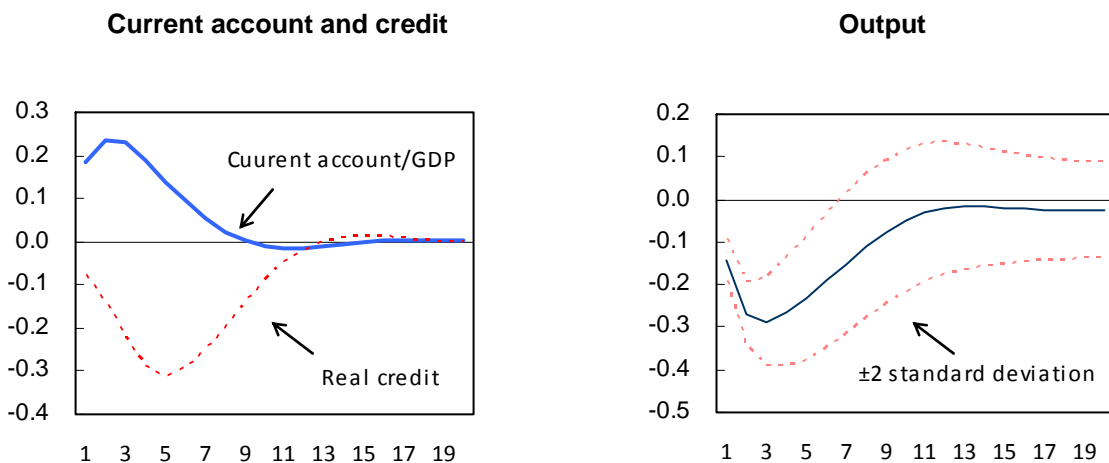 Current account and credit
0.3
0.2
0.1
0.0
-0.1
-0.2
-0.3
-0.4
Cuurent account/GDP
Real credit
1 3 5 7 9 11 13 15 17 19
Output
0.2
0.1
0.0
-0.1
-0.2
-0.3
-0.4
-0.5
±2 standard deviation
1 3 5 7 9 11 13 15 17 19